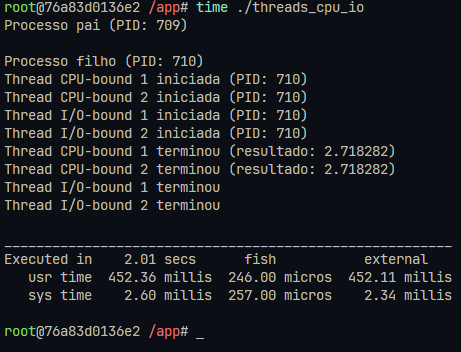 root@76a83d0136e2 /app# time ./threads_cpu_io
Processo pai (PID: 709)
Processo filho (PID: 710)
Thread CPU-bound 1 iniciada (PID: 710)
Thread CPU-bound 2 iniciada (PID: 710)
Thread I/O-bound 1 iniciada (PID: 710)
Thread I/O-bound 2 iniciada (PID: 710)
Thread CPU-bound 1 terminou (resultado: 2.718282)
Thread CPU-bound 2 terminou (resultado: 2.718282)
Thread I/O-bound 1 terminou
Thread I/O-bound 2 terminou
________________________________________________________
Executed in    2.01 secs      fish           external
   usr time  452.36 millis  246.00 micros  452.11 millis
   sys time    2.60 millis  257.00 micros    2.34 millis
root@76a83d0136e2 /app# _